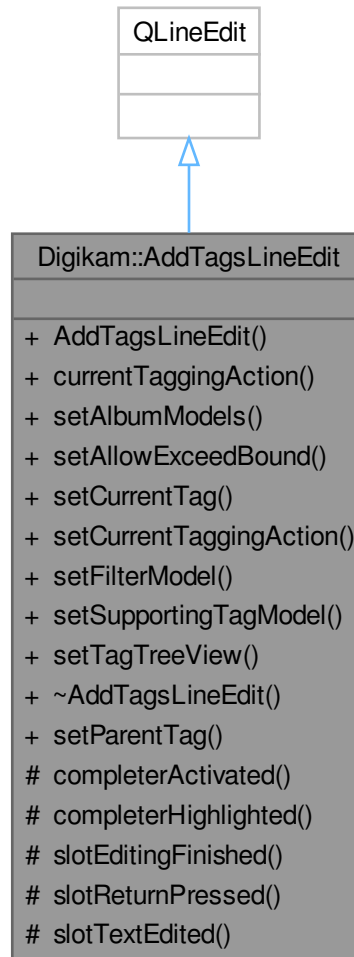 QLineEdit
Digikam::AddTagsLineEdit
+ AddTagsLineEdit()
+ currentTaggingAction()
+ setAlbumModels()
+ setAllowExceedBound()
+ setCurrentTag()
+ setCurrentTaggingAction()
+ setFilterModel()
+ setSupportingTagModel()
+ setTagTreeView()
+ ~AddTagsLineEdit()
+ setParentTag()
# completerActivated()
# completerHighlighted()
# slotEditingFinished()
# slotReturnPressed()
# slotTextEdited()